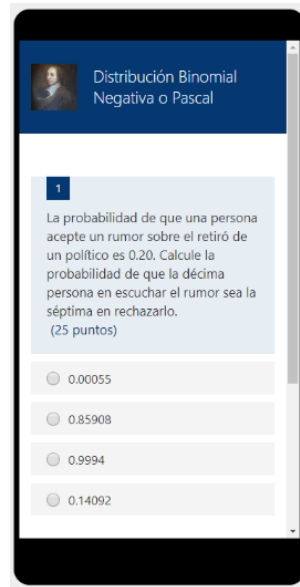 Distribución Binomial
Negativa o Pascal
1
La probabilidad de que una persona
acepte un rumor sobre el retiró de
un político es 0.20. Calcule la
probabilidad de que la décima
persona en escuchar el rumor sea la
séptima en rechazarlo.
(25 puntos)
0.00055
0.85908
0.9994
0.14092